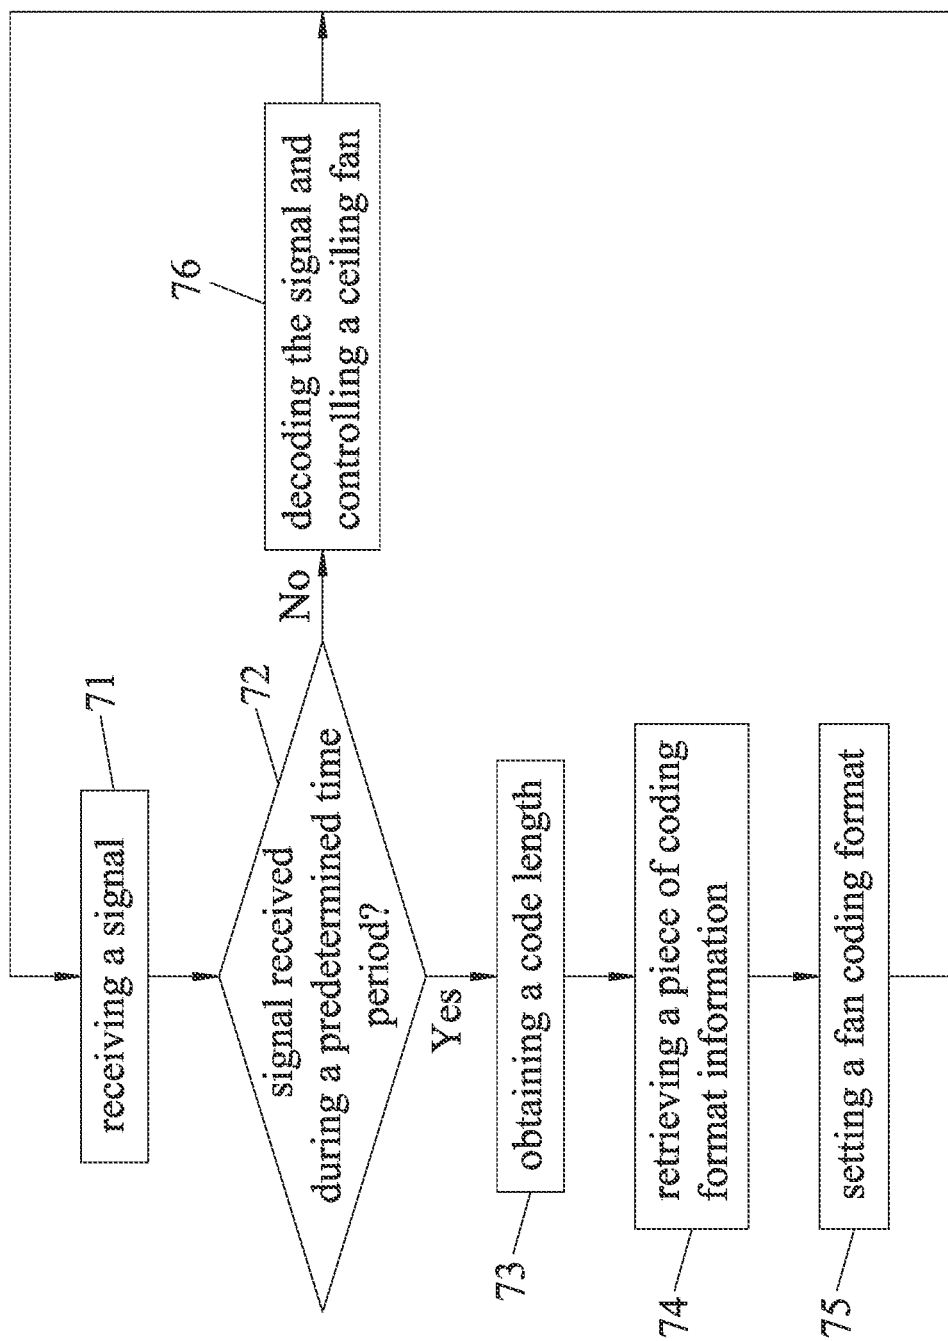 71
receiving a signal
72
signal received
during a predetermined time
period?
No
76
decoding the signal and
controlling a ceiling fan
Yes
73
obtaining a code length
74
retrieving a piece of coding
format information
75
setting a fan coding format